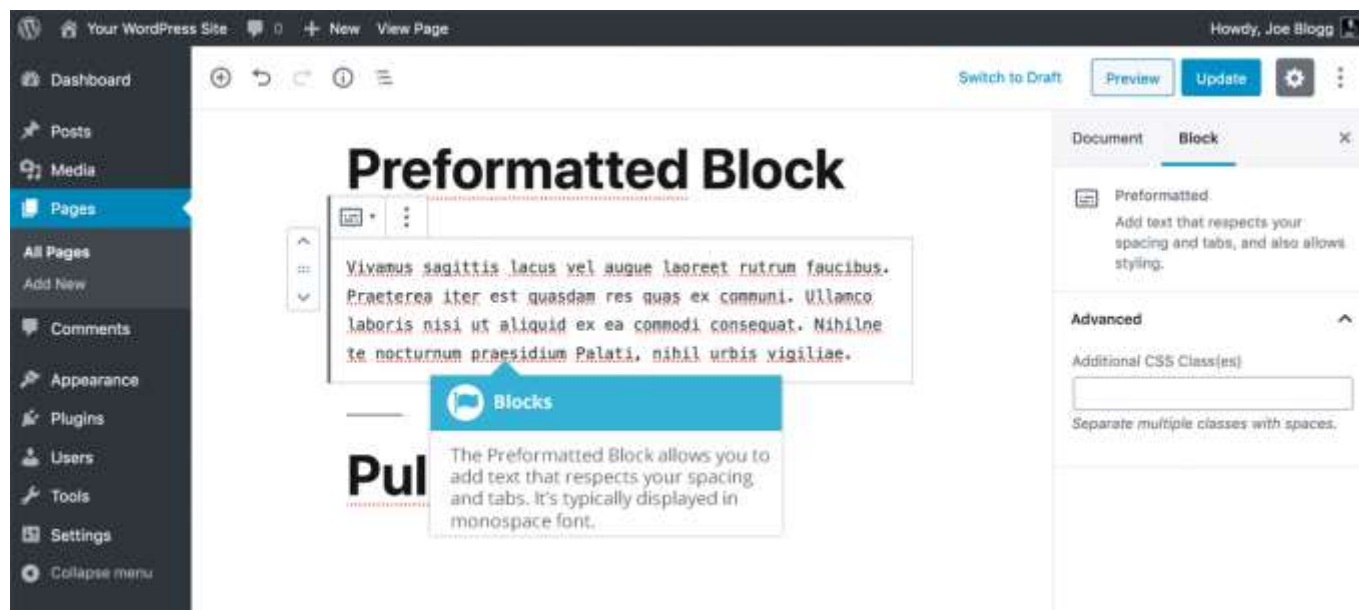 Your WordPress Site 0 New View Page Howdy, Joe Blogg
Dashboard
Posts
Media
Pages
All Pages
Add New
Comments
Appearance
Plugins
Users
Tools
Settings
Collapse menu
Switch to Draft Preview Update
Preformatted Block
Vivamus sagittis lacus vel augue laoreet rutrum faucibus.
Praeterea iter est quasdam res quas ex communi. Ullamco
laboris nisi ut aliquid ex ea commodi consequat. Nihilne
te nocturnum praesidium Palati, nihil urbis vigiliae.
Blocks
The Preformatted Block allows you to
add text that respects your spacing
and tabs. It's typically displayed in
monospace font.
Pul
Document Block
Preformatted
Add text that respects your
spacing and tabs, and also allows
styling.
Advanced
Additional CSS Class(es)
Separate multiple classes with spaces.